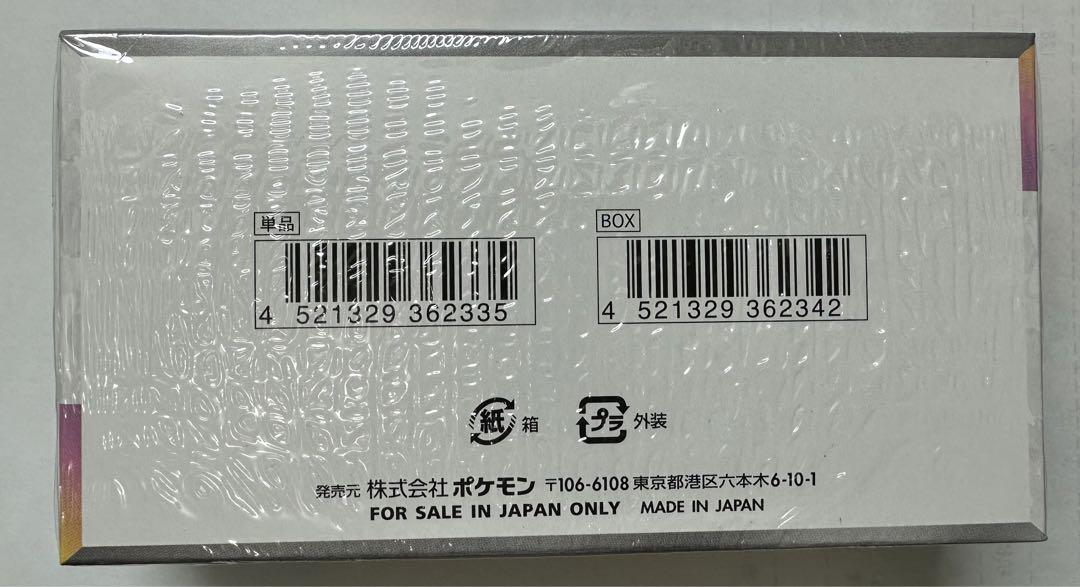 単品
BOX
4 521329 362335
4 521329 362342
紙 箱
プラ 外装
発売元 株式会社 ポケモン 〒106-6108 東京都港区六本木6-10-1
FOR SALE IN JAPAN ONLY MADE IN JAPAN